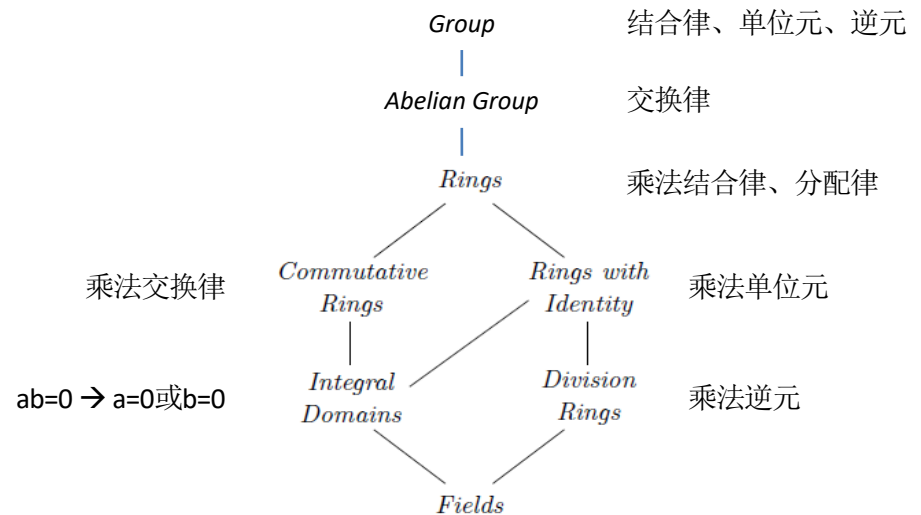 Group 结合律、单位元、逆元
Abelian Group 交换律
Rings 乘法结合律、分配律
乘法交换律
Commutative
Rings
Rings with
Identity
乘法单位元
ab=0 → a=0或b=0
Integral
Domains
Division
Rings
乘法逆元
Fields